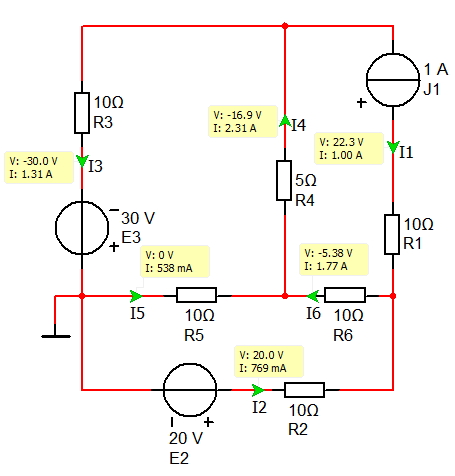 1 A
J1
+
10Ω
R3
V: -16.9 V
I: 2.31 A
I4
V: 22.3 V
I: 1.00 A
I1
V: -30.0 V
I: 1.31 A
I3
5Ω
R4
30 V
E3
-
+
10Ω
R1
V: 0 V
I: 538 mA
V: -5.38 V
I: 1.77 A
I5
10Ω
R5
I6
10Ω
R6
V: 20.0 V
I: 769 mA
I2
10Ω
R2
- +
20 V
E2